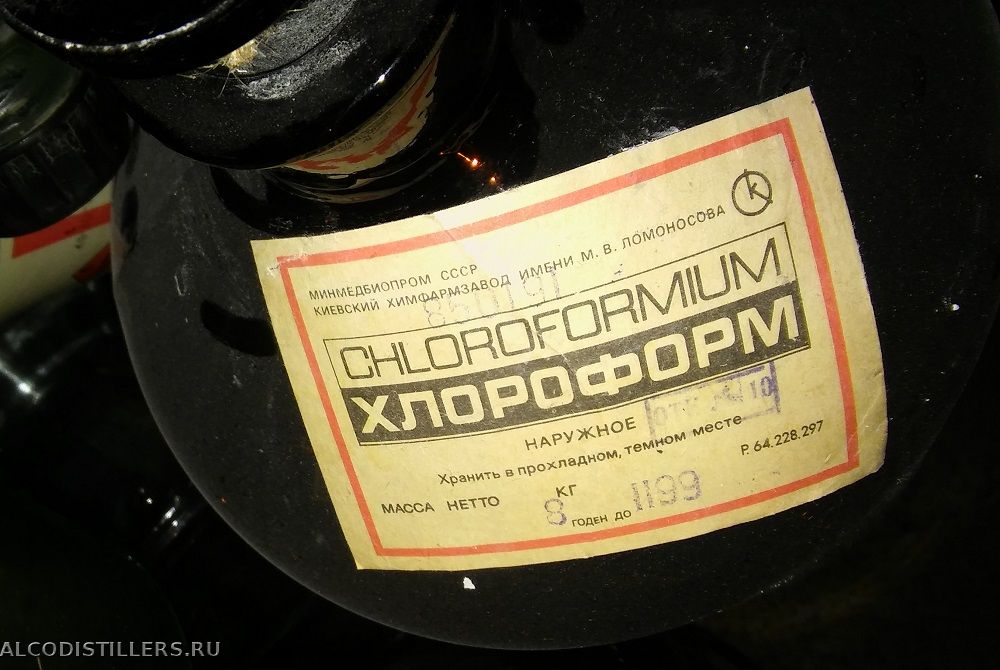 МИНМЕДБИОПРОМ СССР
КИЕВСКИЙ ХИМФАРМЗАВОД ИМЕНИ М. В. ЛОМОНОСОВА
CHLOROFORMIUM
ХЛОРОФОРМ
НАРУЖНОЕ
Хранить в прохладном, темном месте
Р. 64.228.297
МАССА НЕТТО 8 КГ
ГОДЕН ДО 1199
ALCODISTILLERS.RU